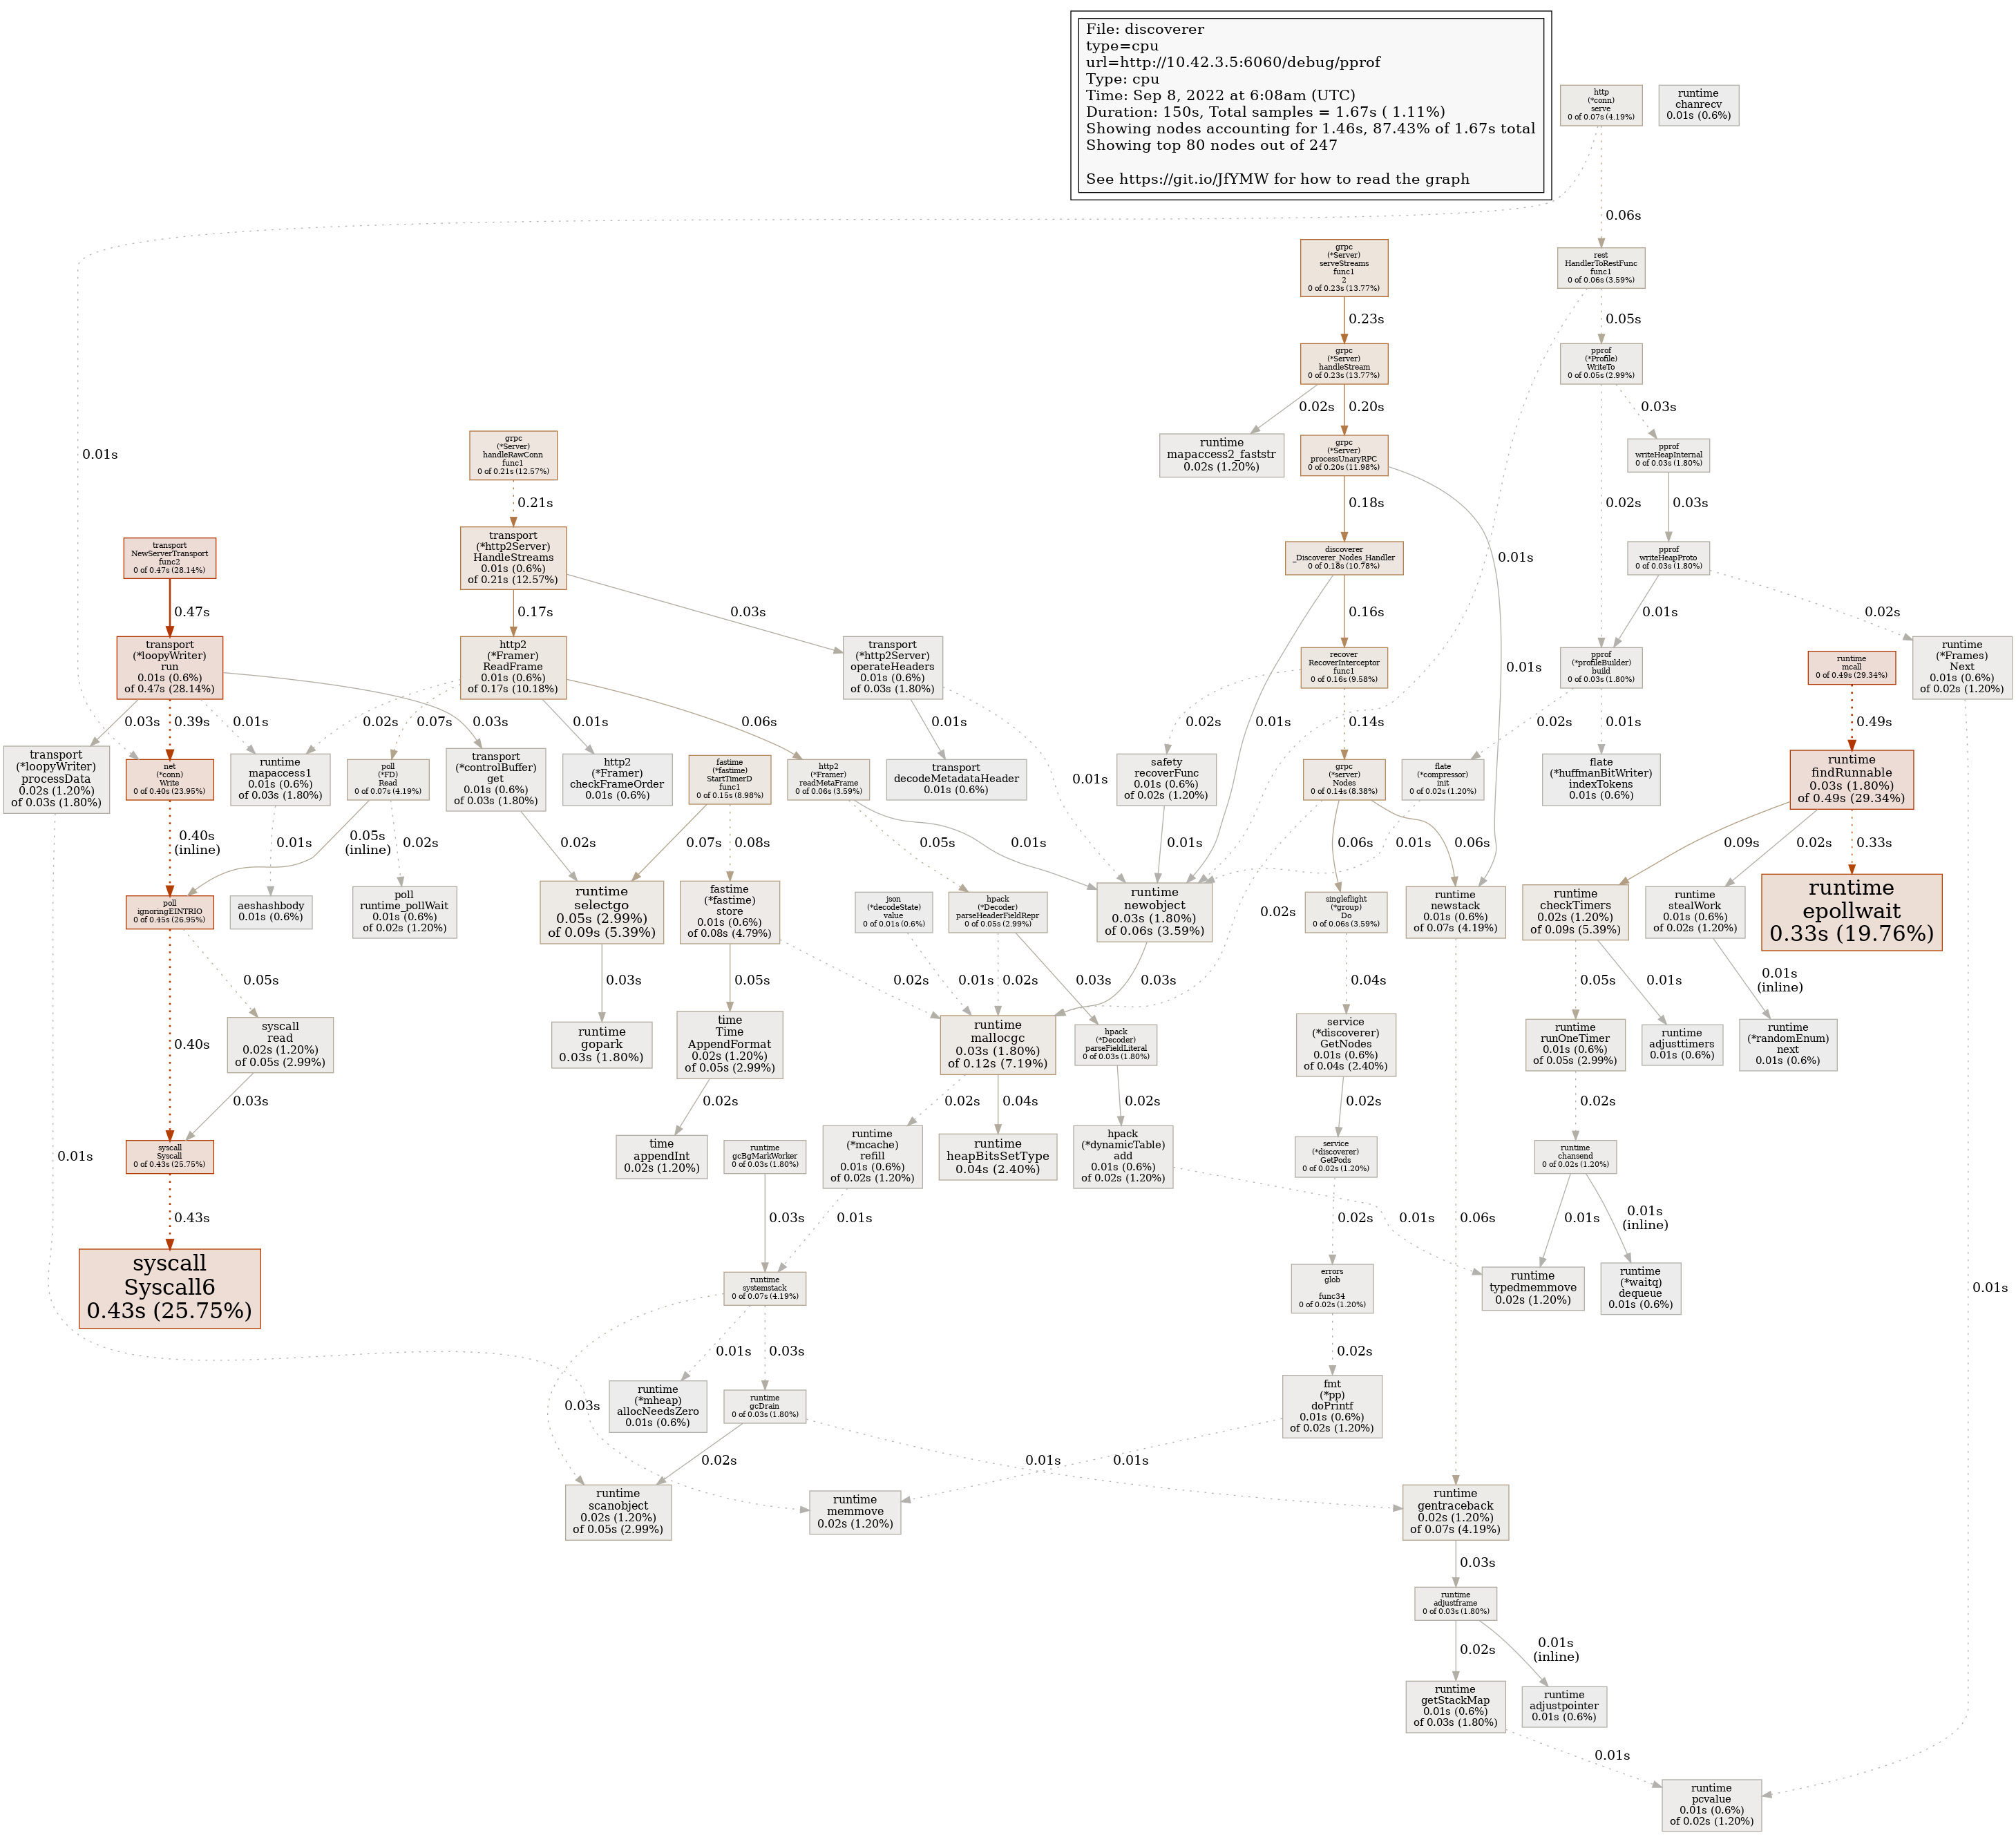 File: discoverer
type=cpu
url=http://10.42.3.5:6060/debug/pprof
Type: cpu
Time: Sep 8, 2022 at 6:08am (UTC)
Duration: 150s, Total samples = 1.67s ( 1.11%)
Showing nodes accounting for 1.46s, 87.43% of 1.67s total
Showing top 80 nodes out of 247
See https://git.io/JfYMW for how to read the graph
http
(*conn)
serve
0 of 0.07s (4.19%)
runtime
chanrecv
0.01s (0.6%)
0.06s
grpc
(*Server)
serveStreams
func1
2
0 of 0.23s (13.77%)
rest
HandlerToRestFunc
func1
0 of 0.06s (3.59%)
0.23s
0.05s
grpc
(*Server)
handleStream
0 of 0.23s (13.77%)
pprof
(*Profile)
WriteTo
0 of 0.05s (2.99%)
0.02s
0.20s
0.03s
0.01s
grpc
(*Server)
handleRawConn
func1
0 of 0.21s (12.57%)
runtime
mapaccess2_faststr
0.02s (1.20%)
grpc
(*Server)
processUnaryRPC
0 of 0.20s (11.98%)
pprof
writeHeapInternal
0 of 0.03s (1.80%)
0.21s
0.18s
0.02s
0.03s
transport
NewServerTransport
func2
0 of 0.47s (28.14%)
transport
(*http2Server)
HandleStreams
0.01s (0.6%)
of 0.21s (12.57%)
discoverer
_Discoverer_Nodes_Handler
0 of 0.18s (10.78%)
0.01s
pprof
writeHeapProto
0 of 0.03s (1.80%)
0.47s
0.17s
0.03s
0.16s
0.01s
0.02s
transport
(*loopyWriter)
run
0.01s (0.6%)
of 0.47s (28.14%)
http2
(*Framer)
ReadFrame
0.01s (0.6%)
of 0.17s (10.18%)
transport
(*http2Server)
operateHeaders
0.01s (0.6%)
of 0.03s (1.80%)
recover
RecoverInterceptor
func1
0 of 0.16s (9.58%)
0.01s
pprof
(*profileBuilder)
build
0 of 0.03s (1.80%)
runtime
mcall
0 of 0.49s (29.34%)
runtime
(*Frames)
Next
0.01s (0.6%)
of 0.02s (1.20%)
0.03s
0.39s
0.01s
0.02s
0.07s
0.03s
0.01s
0.06s
0.01s
0.02s
0.01s
0.14s
0.02s
0.01s
0.49s
transport
(*loopyWriter)
processData
0.02s (1.20%)
of 0.03s (1.80%)
net
(*conn)
Write
0 of 0.40s (23.95%)
runtime
mapaccess1
0.01s (0.6%)
of 0.03s (1.80%)
poll
(*FD)
Read
0 of 0.07s (4.19%)
transport
(*controlBuffer)
get
0.01s (0.6%)
of 0.03s (1.80%)
http2
(*Framer)
checkFrameOrder
0.01s (0.6%)
fastime
(*fastime)
StartTimerD
func1
0 of 0.15s (8.98%)
http2
(*Framer)
readMetaFrame
0 of 0.06s (3.59%)
transport
decodeMetadataHeader
0.01s (0.6%)
0.01s
safety
recoverFunc
0.01s (0.6%)
of 0.02s (1.20%)
grpc
(*server)
Nodes
0 of 0.14s (8.38%)
flate
(*compressor)
init
0 of 0.02s (1.20%)
flate
(*huffmanBitWriter)
indexTokens
0.01s (0.6%)
runtime
findRunnable
0.03s (1.80%)
of 0.49s (29.34%)
0.40s
(inline)
0.01s
0.05s
(inline)
0.02s
0.02s
0.07s
0.08s
0.05s
0.01s
0.01s
0.06s
0.01s
0.06s
0.09s
0.02s
0.33s
poll
ignoringEINTRIO
0 of 0.45s (26.95%)
aeshashbody
0.01s (0.6%)
poll
runtime_pollWait
0.01s (0.6%)
of 0.02s (1.20%)
runtime
selectgo
0.05s (2.99%)
of 0.09s (5.39%)
fastime
(*fastime)
store
0.01s (0.6%)
of 0.08s (4.79%)
json
(*decodeState)
value
0 of 0.01s (0.6%)
hpack
(*Decoder)
parseHeaderFieldRepr
0 of 0.05s (2.99%)
runtime
newobject
0.03s (1.80%)
of 0.06s (3.59%)
0.02s
singleflight
(*group)
Do
0 of 0.06s (3.59%)
runtime
newstack
0.01s (0.6%)
of 0.07s (4.19%)
runtime
checkTimers
0.02s (1.20%)
of 0.09s (5.39%)
runtime
stealWork
0.01s (0.6%)
of 0.02s (1.20%)
runtime
epollwait
0.33s (19.76%)
0.05s
0.03s
0.05s
0.02s
0.01s
0.02s
0.03s
0.03s
0.04s
0.05s
0.01s
0.01s
(inline)
0.40s
syscall
read
0.02s (1.20%)
of 0.05s (2.99%)
runtime
gopark
0.03s (1.80%)
time
Time
AppendFormat
0.02s (1.20%)
of 0.05s (2.99%)
runtime
mallocgc
0.03s (1.80%)
of 0.12s (7.19%)
hpack
(*Decoder)
parseFieldLiteral
0 of 0.03s (1.80%)
service
(*discoverer)
GetNodes
0.01s (0.6%)
of 0.04s (2.40%)
runtime
runOneTimer
0.01s (0.6%)
of 0.05s (2.99%)
runtime
adjusttimers
0.01s (0.6%)
runtime
(*randomEnum)
next
0.01s (0.6%)
0.03s
0.02s
0.02s
0.04s
0.02s
0.02s
0.02s
0.01s
syscall
Syscall
0 of 0.43s (25.75%)
time
appendInt
0.02s (1.20%)
runtime
gcBgMarkWorker
0 of 0.03s (1.80%)
runtime
(*mcache)
refill
0.01s (0.6%)
of 0.02s (1.20%)
runtime
heapBitsSetType
0.04s (2.40%)
hpack
(*dynamicTable)
add
0.01s (0.6%)
of 0.02s (1.20%)
service
(*discoverer)
GetPods
0 of 0.02s (1.20%)
runtime
chansend
0 of 0.02s (1.20%)
0.43s
0.03s
0.01s
0.02s
0.01s
0.06s
0.01s
0.01s
(inline)
syscall
Syscall6
0.43s (25.75%)
runtime
systemstack
0 of 0.07s (4.19%)
errors
glob
func34
0 of 0.02s (1.20%)
runtime
typedmemmove
0.02s (1.20%)
runtime
(*waitq)
dequeue
0.01s (0.6%)
0.01s
0.01s
0.03s
0.02s
0.03s
runtime
(*mheap)
allocNeedsZero
0.01s (0.6%)
runtime
gcDrain
0 of 0.03s (1.80%)
fmt
(*pp)
doPrintf
0.01s (0.6%)
of 0.02s (1.20%)
0.02s
0.01s
0.01s
runtime
scanobject
0.02s (1.20%)
of 0.05s (2.99%)
runtime
memmove
0.02s (1.20%)
runtime
gentraceback
0.02s (1.20%)
of 0.07s (4.19%)
0.03s
runtime
adjustframe
0 of 0.03s (1.80%)
0.02s
0.01s
(inline)
runtime
getStackMap
0.01s (0.6%)
of 0.03s (1.80%)
runtime
adjustpointer
0.01s (0.6%)
0.01s
runtime
pcvalue
0.01s (0.6%)
of 0.02s (1.20%)